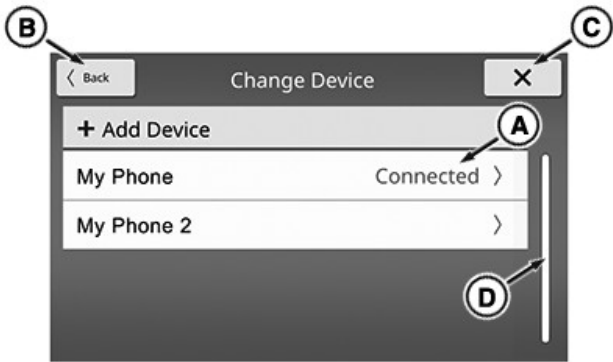 B
C
Back
Change Device
A
+ Add Device
My Phone
Connected
My Phone 2
D